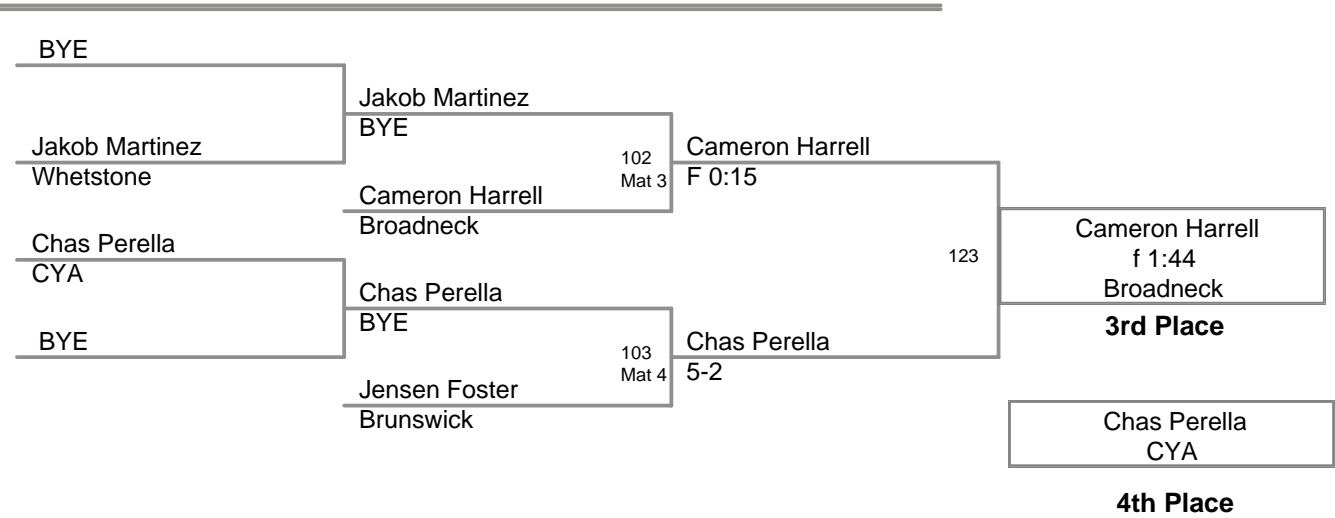 BYE
Jakob Martinez
Whetstone
Chas Perella
CYA
BYE
Jakob Martinez
BYE
102
Mat 3
Cameron Harrell
Broadneck
Chas Perella
BYE
103
Mat 4
Jensen Foster
Brunswick
Cameron Harrell
F 0:15
123
Chas Perella
5-2
Cameron Harrell
f 1:44
Broadneck
3rd Place
Chas Perella
CYA
4th Place